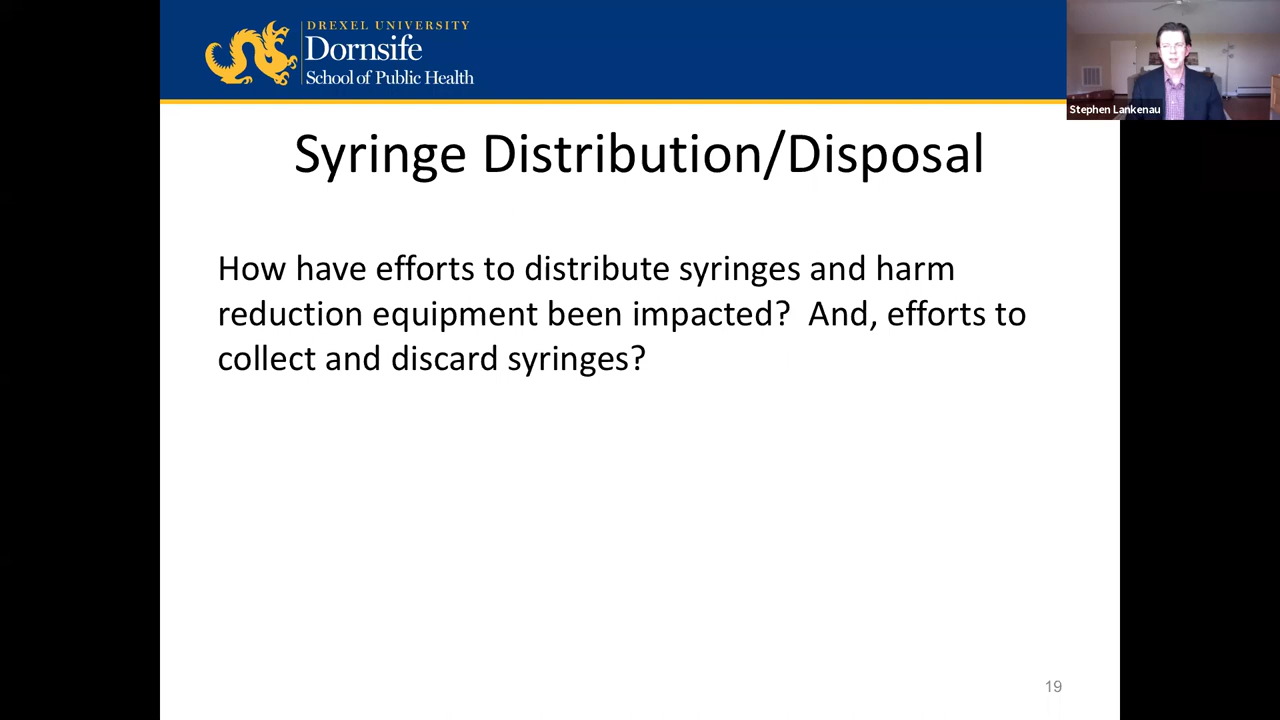 DREXEL UNIVERSITY
Dornsife
School of Public Health
Stephen Lankenau
Syringe Distribution/Disposal
How have efforts to distribute syringes and harm
reduction equipment been impacted?  And, efforts to
collect and discard syringes?
19